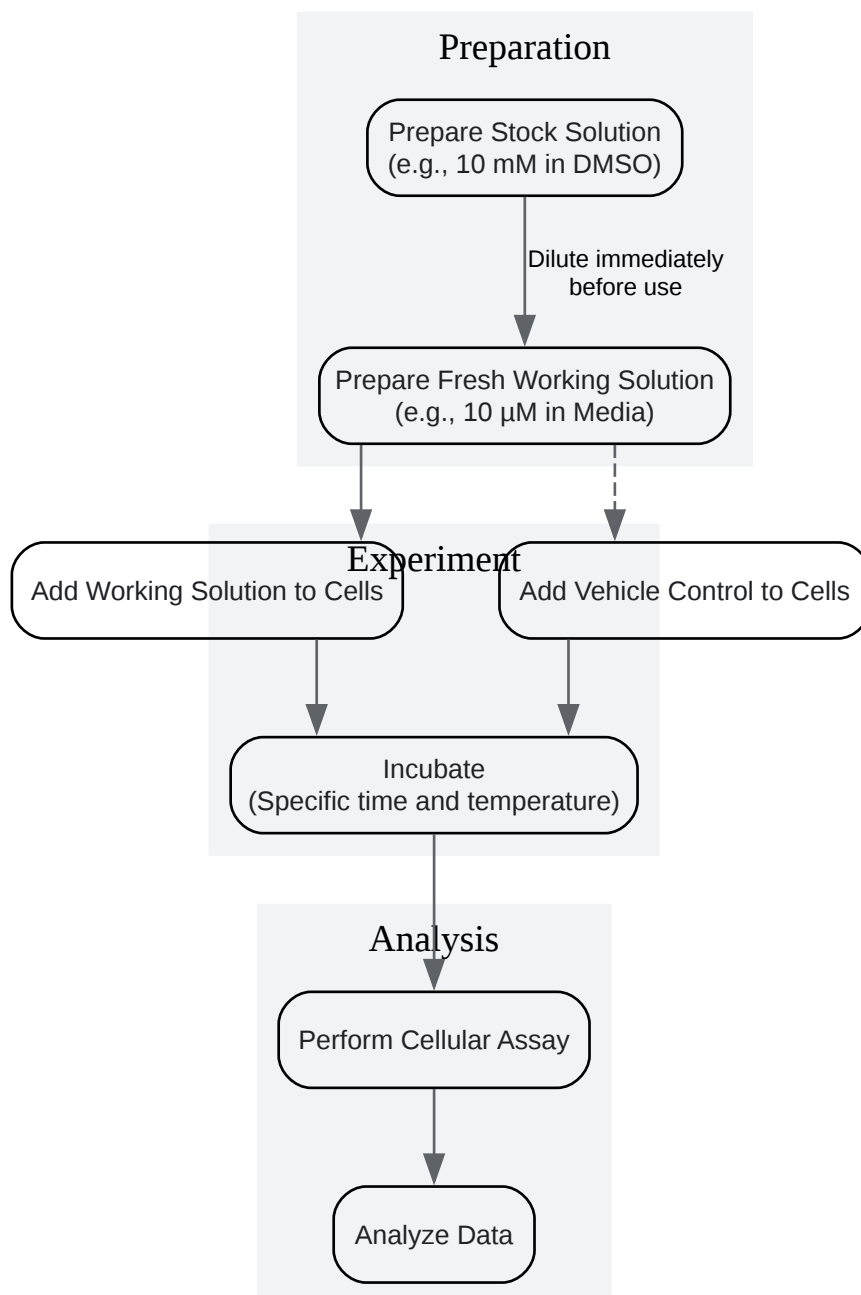 Preparation
Prepare Stock Solution
(e.g., 10 mM in DMSO)
Dilute immediately
before use
Prepare Fresh Working Solution
(e.g., 10 µM in Media)
Experiment
Add Working Solution to Cells
Add Vehicle Control to Cells
Incubate
(Specific time and temperature)
Analysis
Perform Cellular Assay
Analyze Data